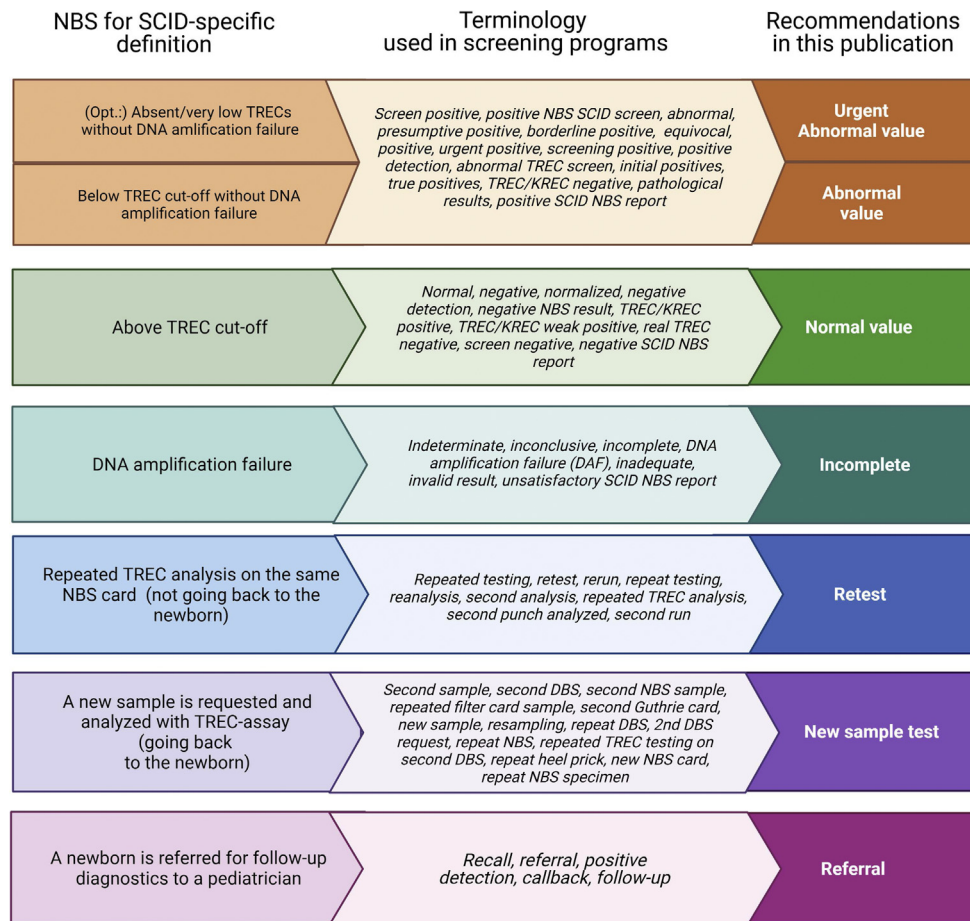 NBS for SCID-specific
definition
Terminology
used in screening programs
Recommendations
in this publication
(Opt.:) Absent/very low TRECs
without DNA amlification failure
Below TREC cut-off without DNA
amplification failure
Screen positive, positive NBS SCID screen, abnormal,
presumptive positive, borderline positive, equivocal,
positive, urgent positive, screening positive, positive
detection, abnormal TREC screen, initial positives,
true positives, TREC/KREC negative, pathological
results, positive SCID NBS report
Urgent
Abnormal value
Abnormal
value
Above TREC cut-off
Normal, negative, normalized, negative
detection, negative NBS result, TREC/KREC
positive, TREC/KREC weak positive, real TREC
negative, screen negative, negative SCID NBS
report
Normal value
DNA amplification failure
Indeterminate, inconclusive, incomplete, DNA
amplification failure (DAF), inadequate,
invalid result, unsatisfactory SCID NBS report
Incomplete
Repeated TREC analysis on the same
NBS card (not going back to the
newborn)
Repeated testing, retest, rerun, repeat testing,
reanalysis, second analysis, repeated TREC analysis,
second punch analyzed, second run
Retest
A new sample is requested and
analyzed with TREC-assay
(going back
to the newborn)
Second sample, second DBS, second NBS sample,
repeated filter card sample, second Guthrie card,
new sample, resampling, repeat DBS, 2nd DBS
request, repeat NBS, repeated TREC testing on
second DBS, repeat heel prick, new NBS card,
repeat NBS specimen
New sample test
A newborn is referred for follow-up
diagnostics to a pediatrician
Recall, referral, positive
detection, callback, follow-up
Referral